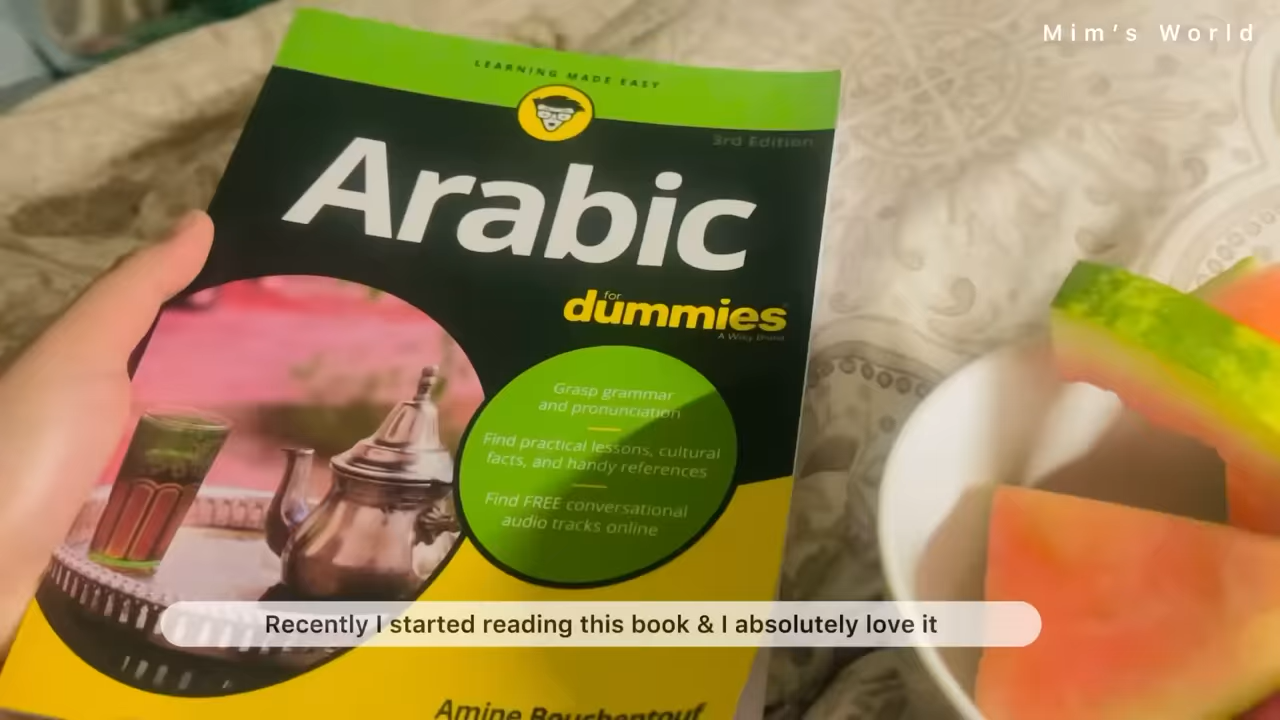 Mim's World
LEARNING MADE EASY
3rd Edition
Arabic
for
dummies
A Wiley Brand
Grasp grammar
and pronunciation
Find practical lessons, cultural
facts, and handy references
Find FREE conversational
audio tracks online
Recently I started reading this book & I absolutely love it
Amine Bouchentouf